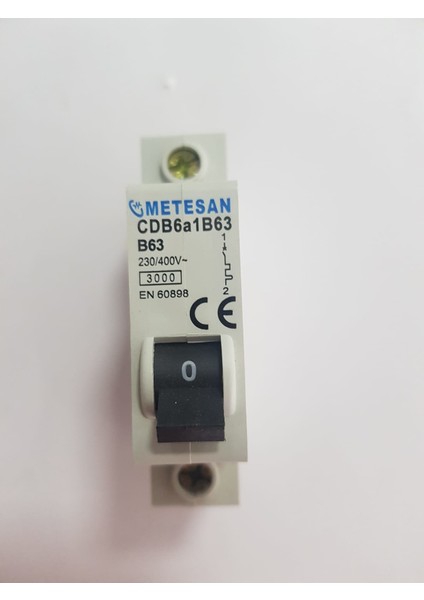 METESAN
CDB6a1B63
B63
1
230/400V~
3000
EN 60898
2
CE
0